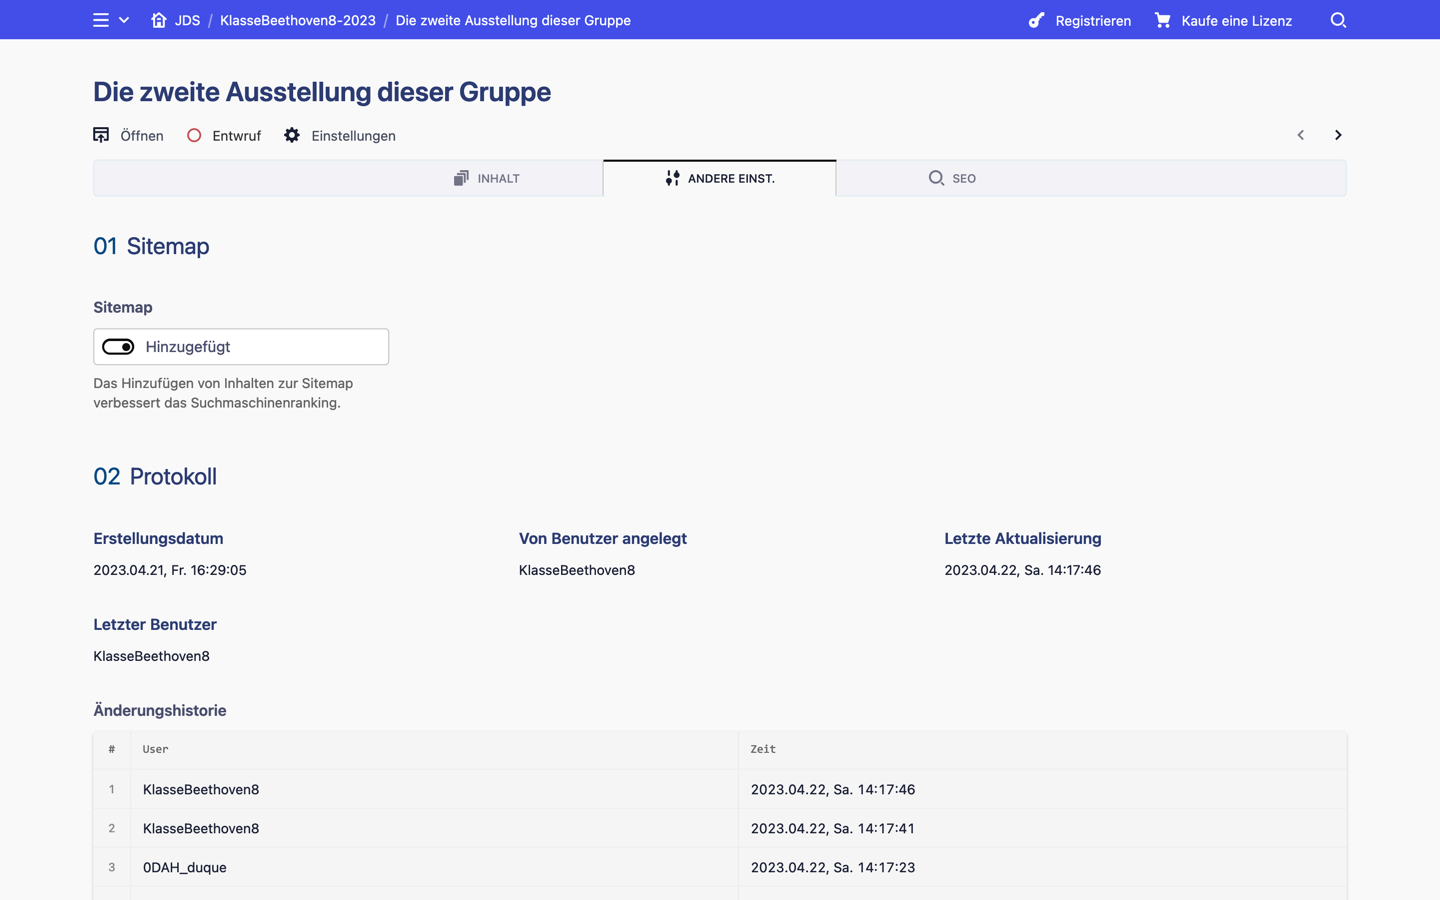 JDS / KlasseBeethoven8-2023 / Die zweite Ausstellung dieser Gruppe
Registrieren
Kaufe eine Lizenz
Die zweite Ausstellung dieser Gruppe
Öffnen
Entwurf
Einstellungen
INHALT
ANDERE EINST.
SEO
01 Sitemap
Sitemap
Hinzugefügt
Das Hinzufügen von Inhalten zur Sitemap
verbessert das Suchmaschinenranking.
02 Protokoll
Erstellungsdatum
2023.04.21, Fr. 16:29:05
Von Benutzer angelegt
KlasseBeethoven8
Letzte Aktualisierung
2023.04.22, Sa. 14:17:46
Letzter Benutzer
KlasseBeethoven8
Änderungshistorie
# User Zeit
1 KlasseBeethoven8 2023.04.22, Sa. 14:17:46
2 KlasseBeethoven8 2023.04.22, Sa. 14:17:41
3 0DAH_duque 2023.04.22, Sa. 14:17:23